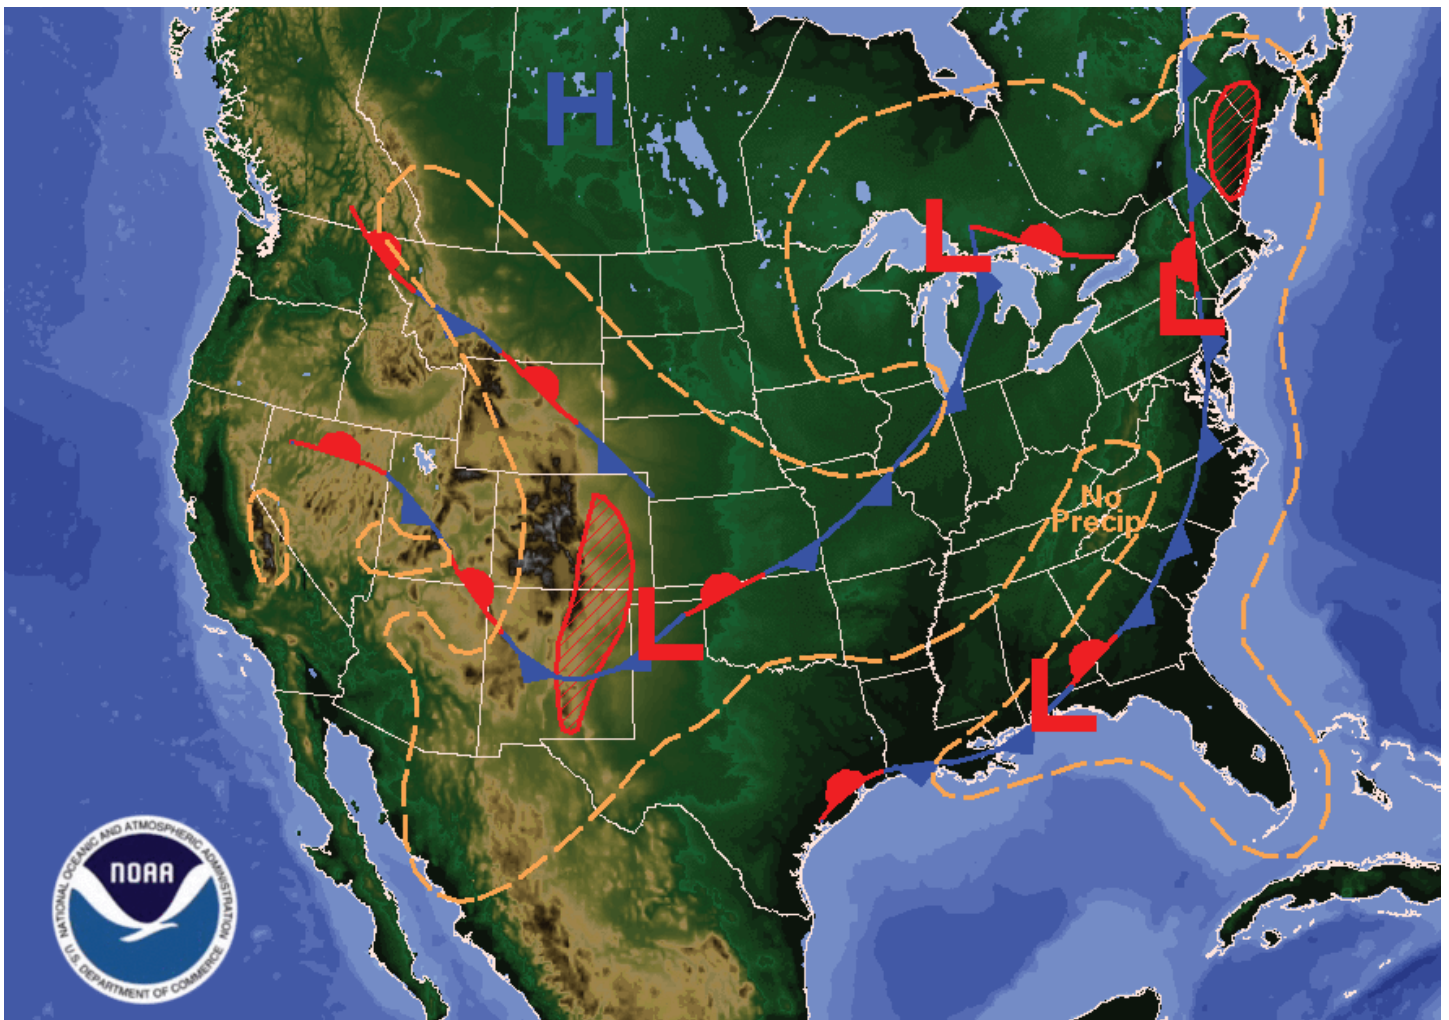 H
L
L
No
Precip
L
L
NATIONAL OCEANIC AND ATMOSPHERIC ADMINISTRATION
NOAA
U.S. DEPARTMENT OF COMMERCE